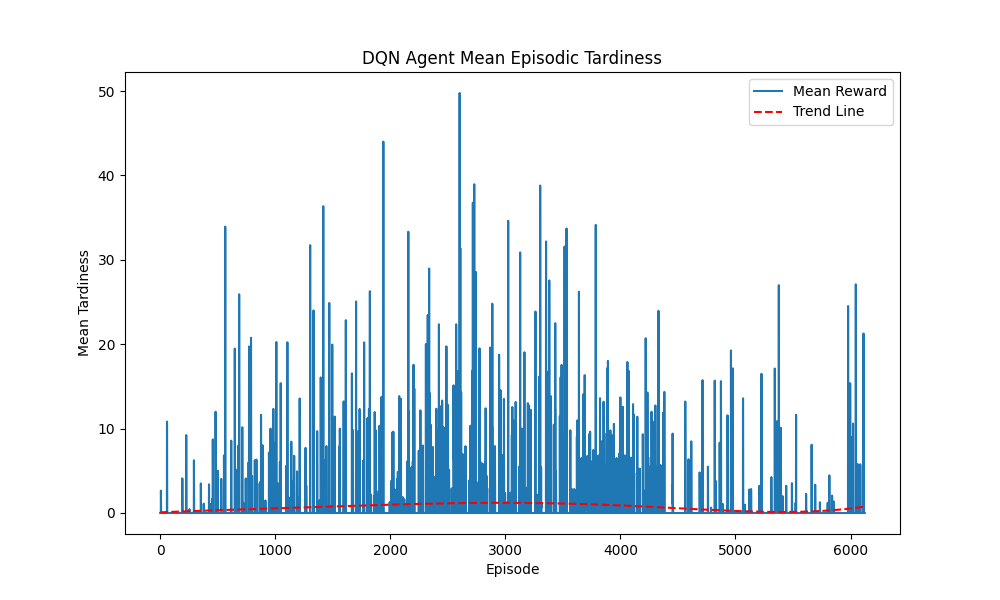 DQN Agent Mean Episodic Tardiness
Mean Reward
Trend Line
50
40
30
20
10
0
Mean Tardiness
0 1000 2000 3000 4000 5000 6000
Episode